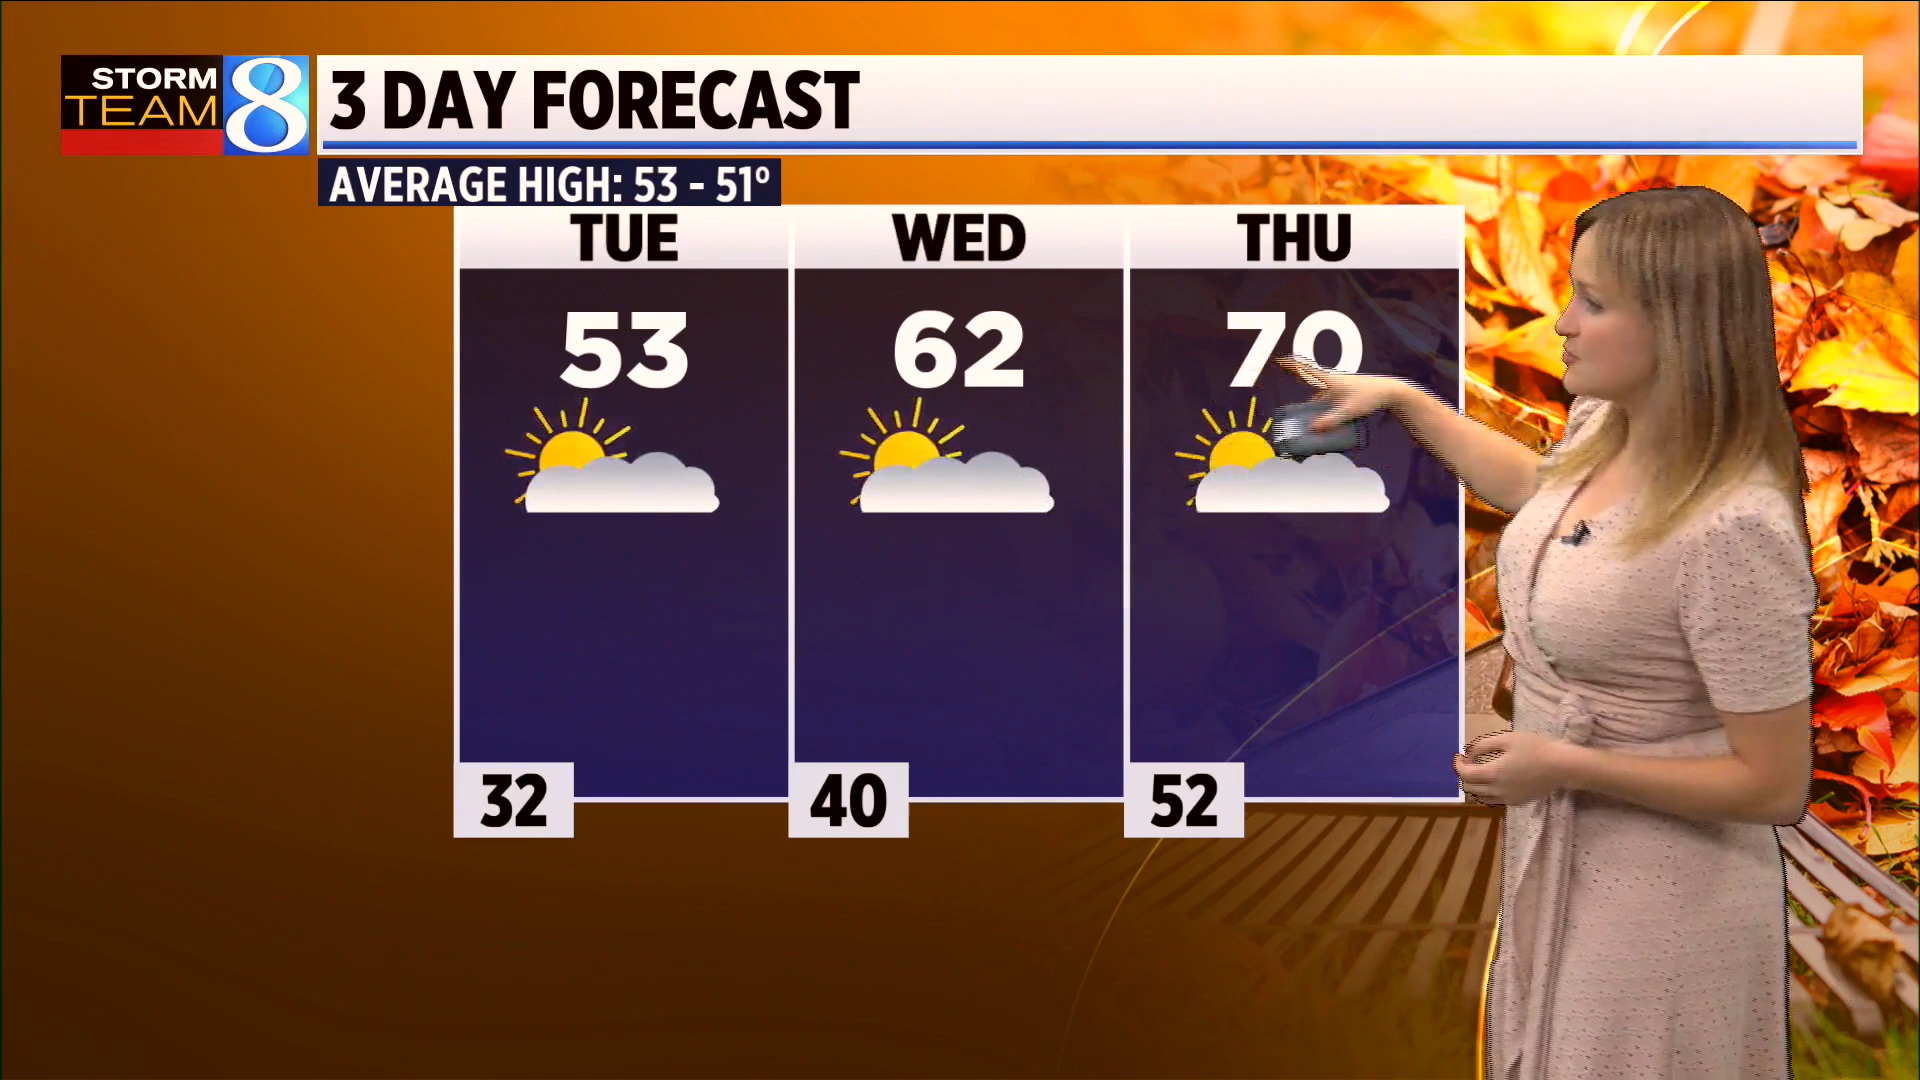 STORM
TEAM
8
3 DAY FORECAST
AVERAGE HIGH: 53 - 51°
TUE
WED
THU
53
62
70
32
40
52